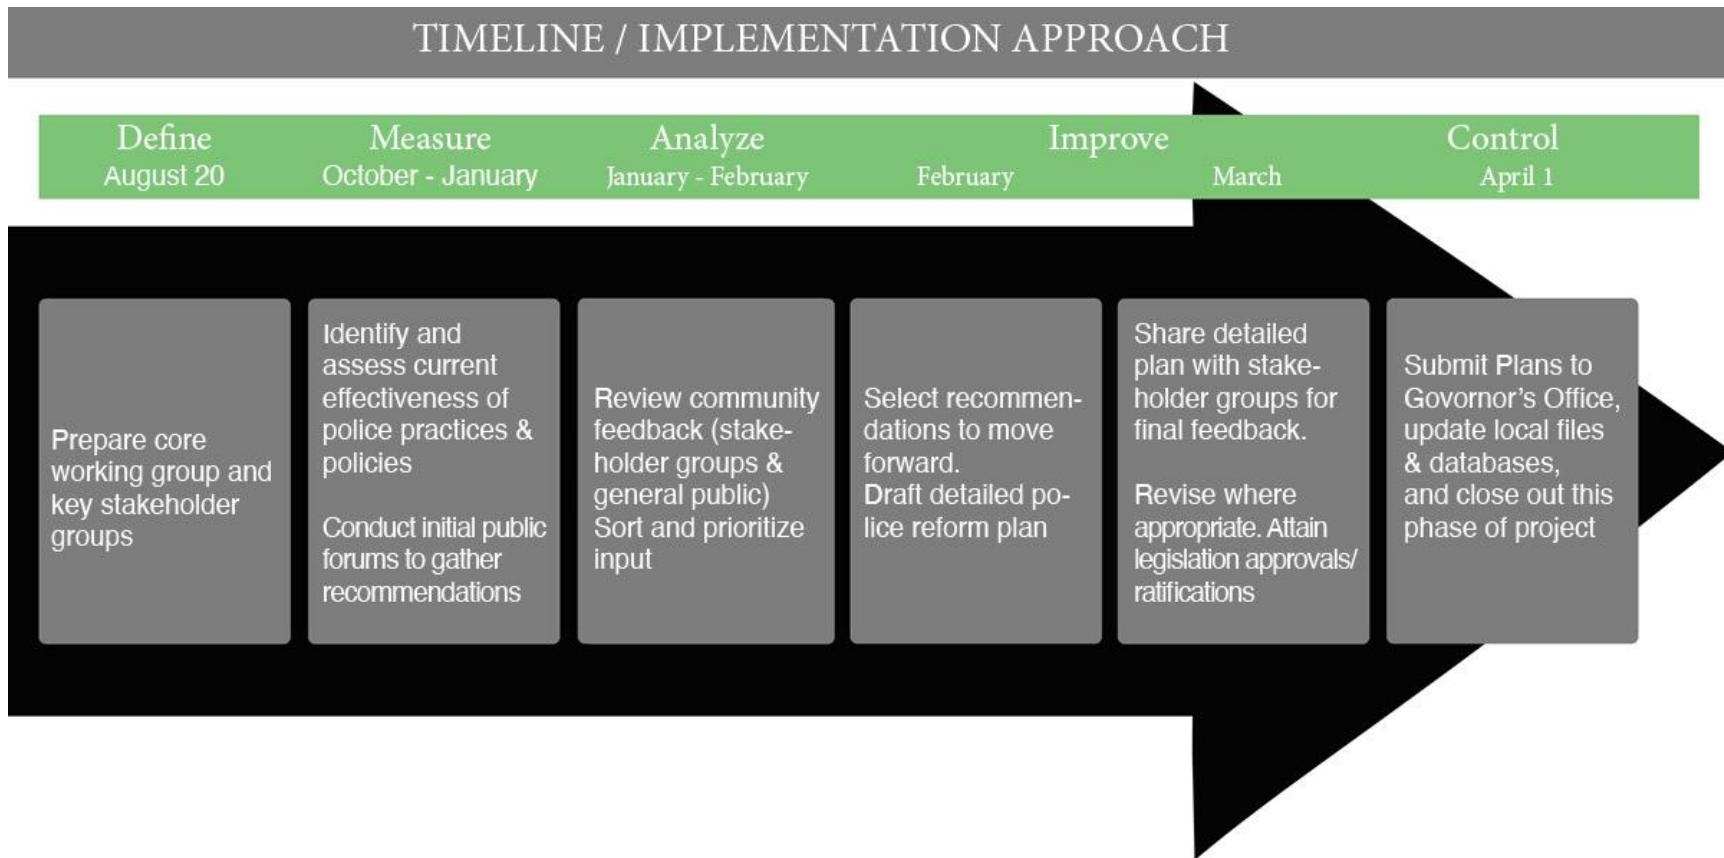 TIMELINE / IMPLEMENTATION APPROACH
Define
August 20
Measure
October - January
Analyze
January - February
Improve
February
March
Control
April 1
Prepare core
working group and
key stakeholder
groups
Identify and
assess current
effectiveness of
police practices &
policies
Conduct initial public
forums to gather
recommendations
Review community
feedback (stake-
holder groups &
general public)
Sort and prioritize
input
Select recommen-
dations to move
forward.
Draft detailed po-
lice reform plan
Share detailed
plan with stake-
holder groups for
final feedback.
Revise where
appropriate. Attain
legislation approvals/
ratifications
Submit Plans to
Govornor's Office,
update local files
& databases,
and close out this
phase of project